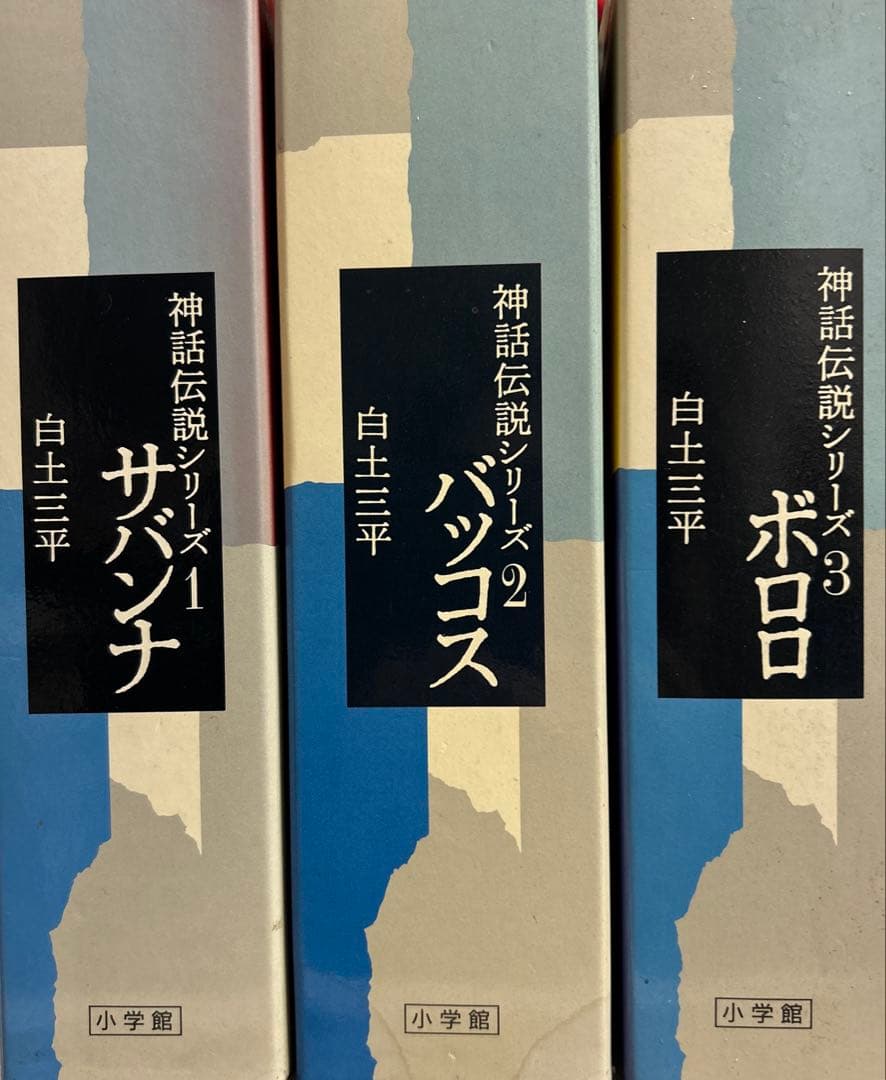 神話伝説シリーズ1
サバンナ
白土三平
小学館
神話伝説シリーズ2
バッコス
白土三平
小学館
神話伝説シリーズ3
ボロロ
白土三平
小学館